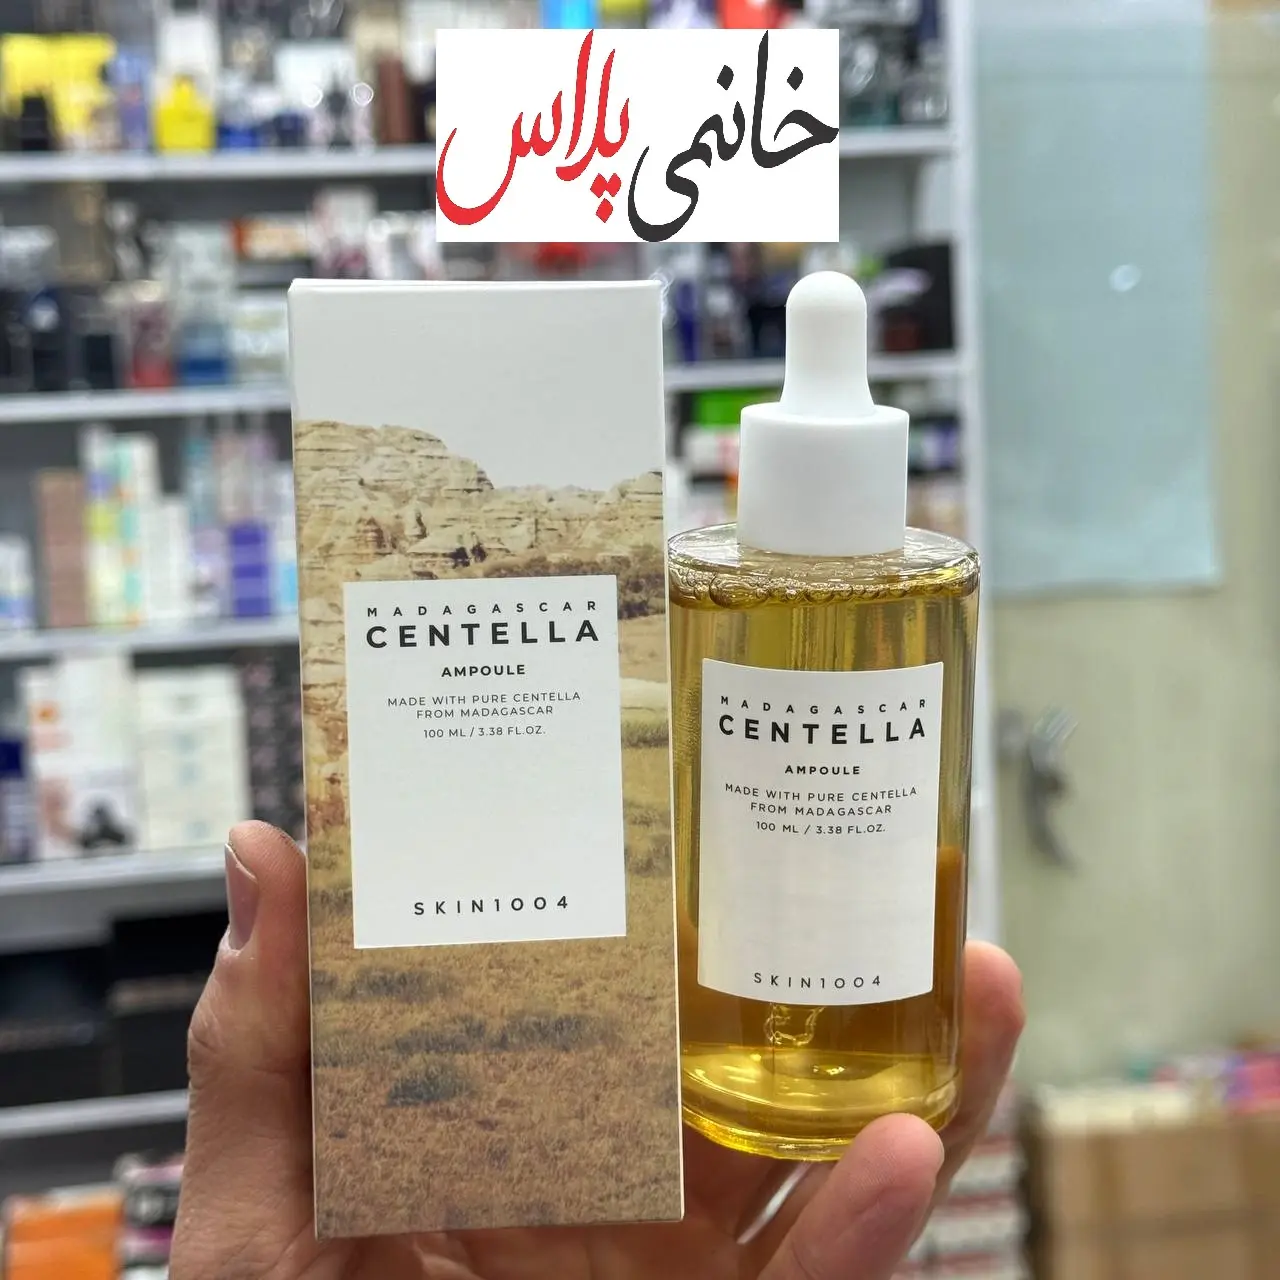 خانمی پلاس
MADAGASCAR
CENTELLA
AMPOULE
MADE WITH PURE CENTELLA
FROM MADAGASCAR
100 ML / 3.38 FL.OZ.
SKIN1004
MADAGASCAR
CENTELLA
AMPOULE
MADE WITH PURE CENTELLA
FROM MADAGASCAR
100 ML / 3.38 FL.OZ.
SKIN1004